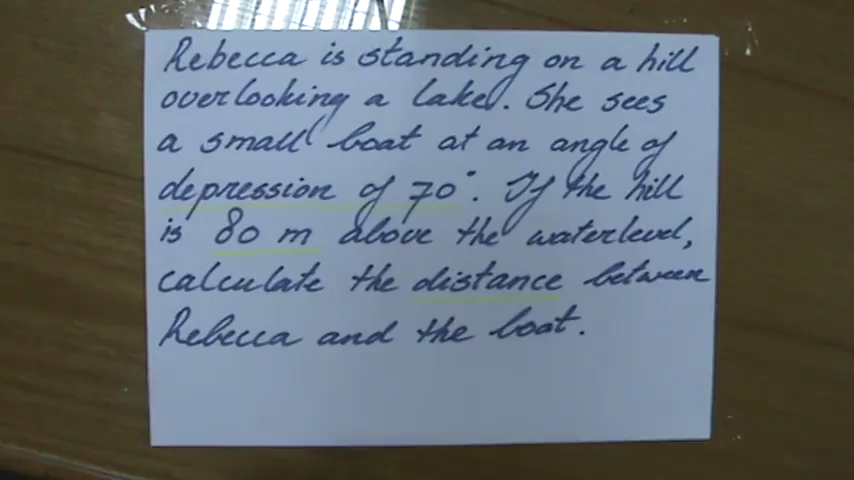 Rebecca is standing on a hill
overlooking a lake. She sees
a small boat at an angle of
depression of 70°. If the hill
is 80 m above the waterlevel,
calculate the distance between
Rebecca and the boat.